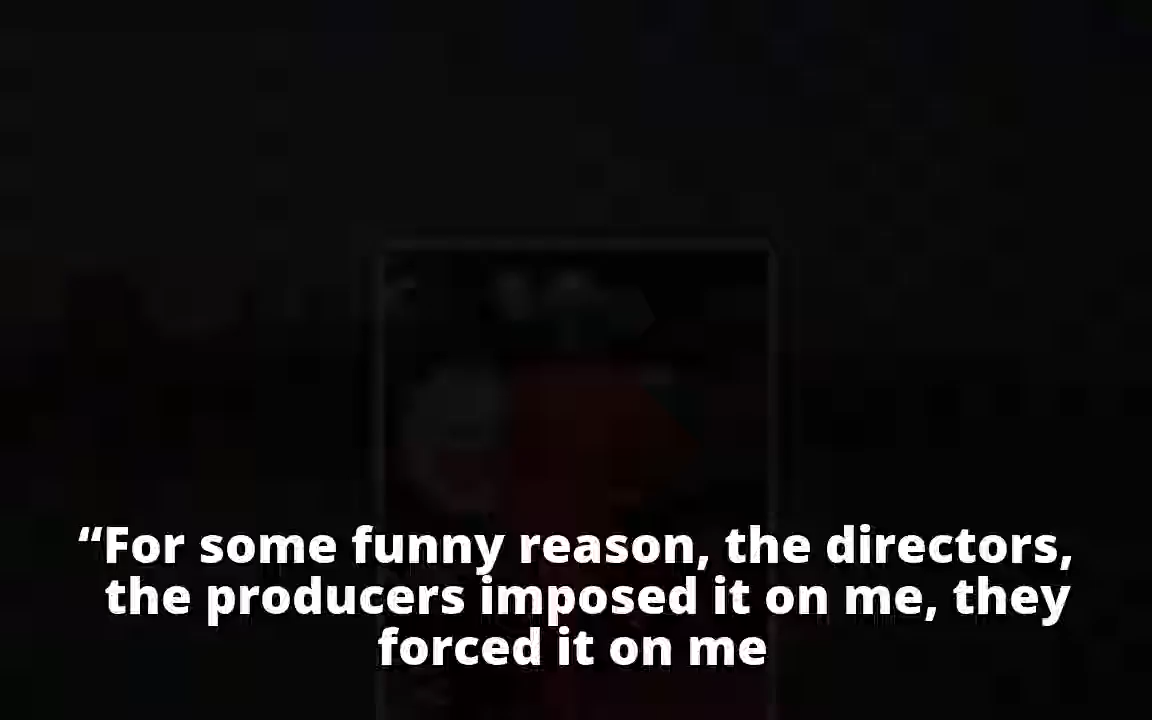 “For some funny reason, the directors,
the producers imposed it on me, they
forced it on me